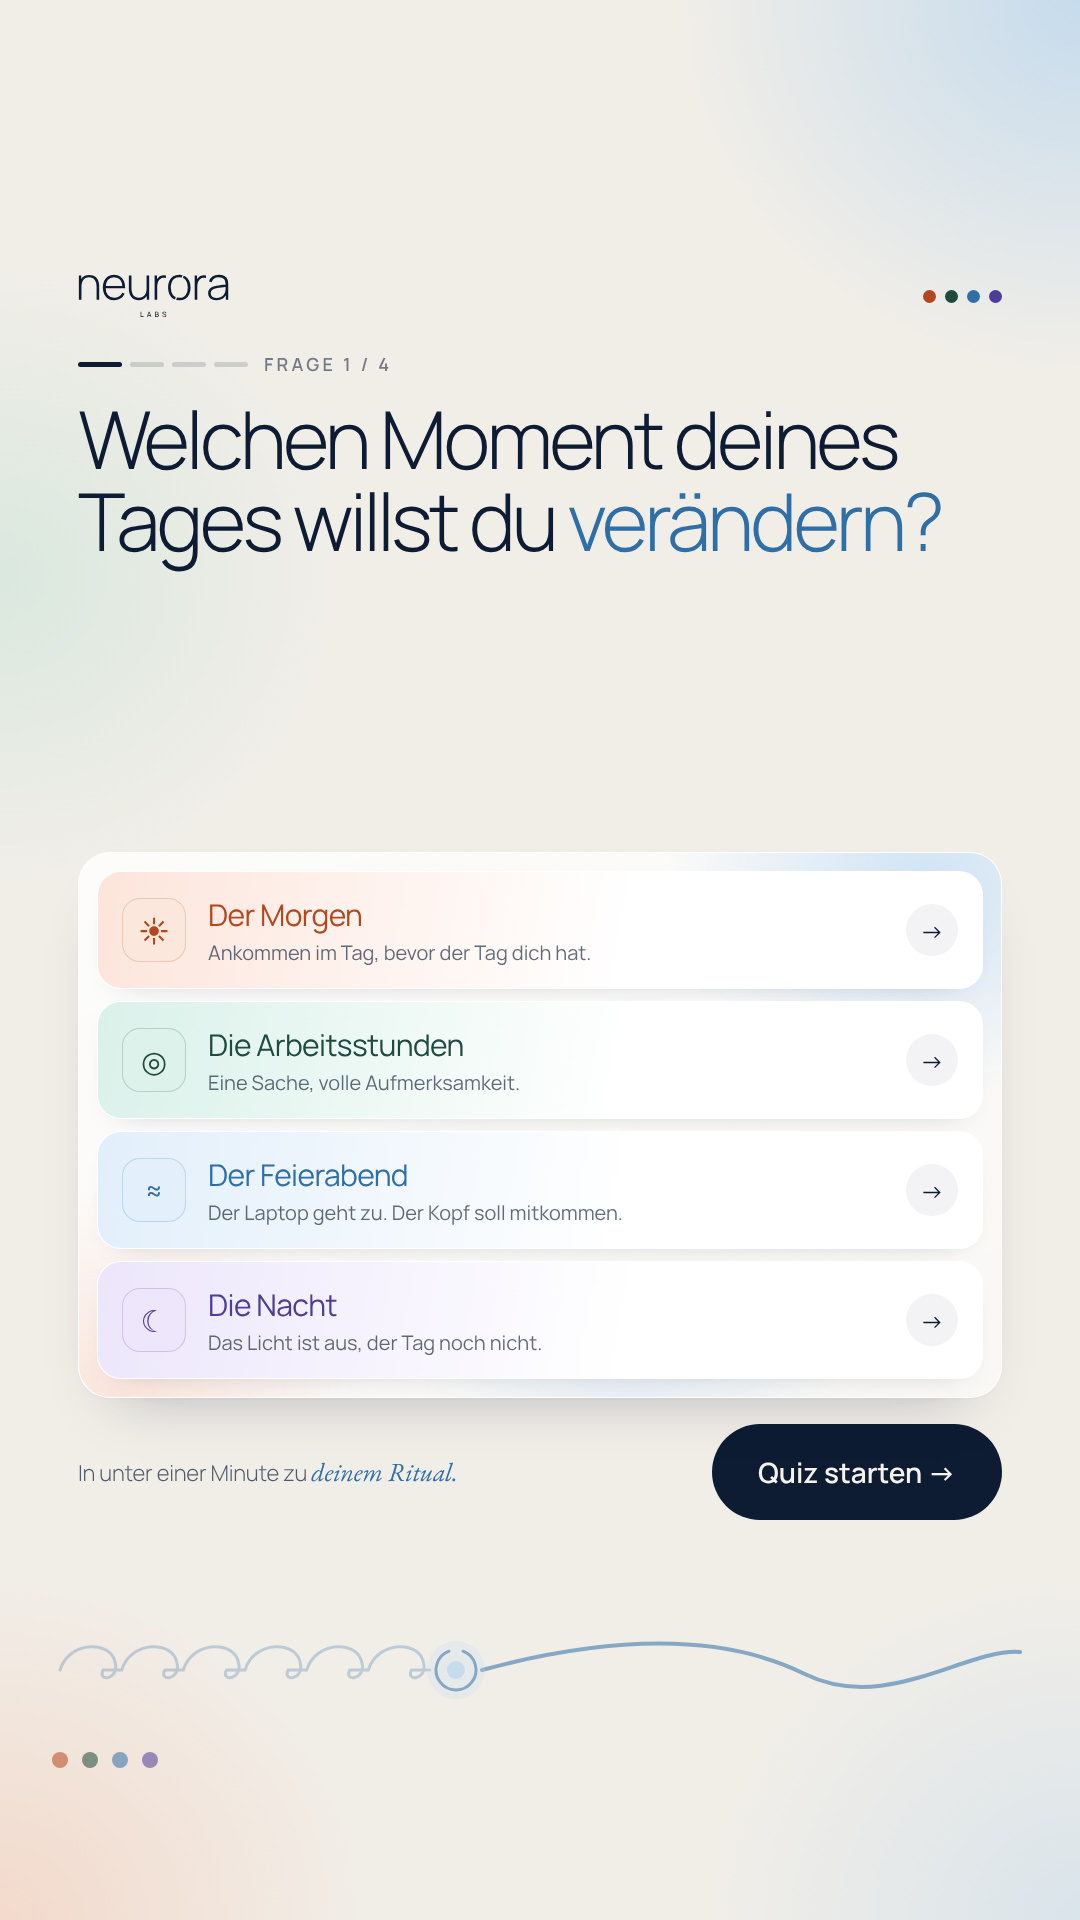 neurora
LABS
FRAGE 1 / 4
Welchen Moment deines
Tages willst du verändern?
Der Morgen
Ankommen im Tag, bevor der Tag dich hat.
→
Die Arbeitsstunden
Eine Sache, volle Aufmerksamkeit.
→
Der Feierabend
Der Laptop geht zu. Der Kopf soll mitkommen.
→
Die Nacht
Das Licht ist aus, der Tag noch nicht.
→
In unter einer Minute zu deinem Ritual.
Quiz starten →